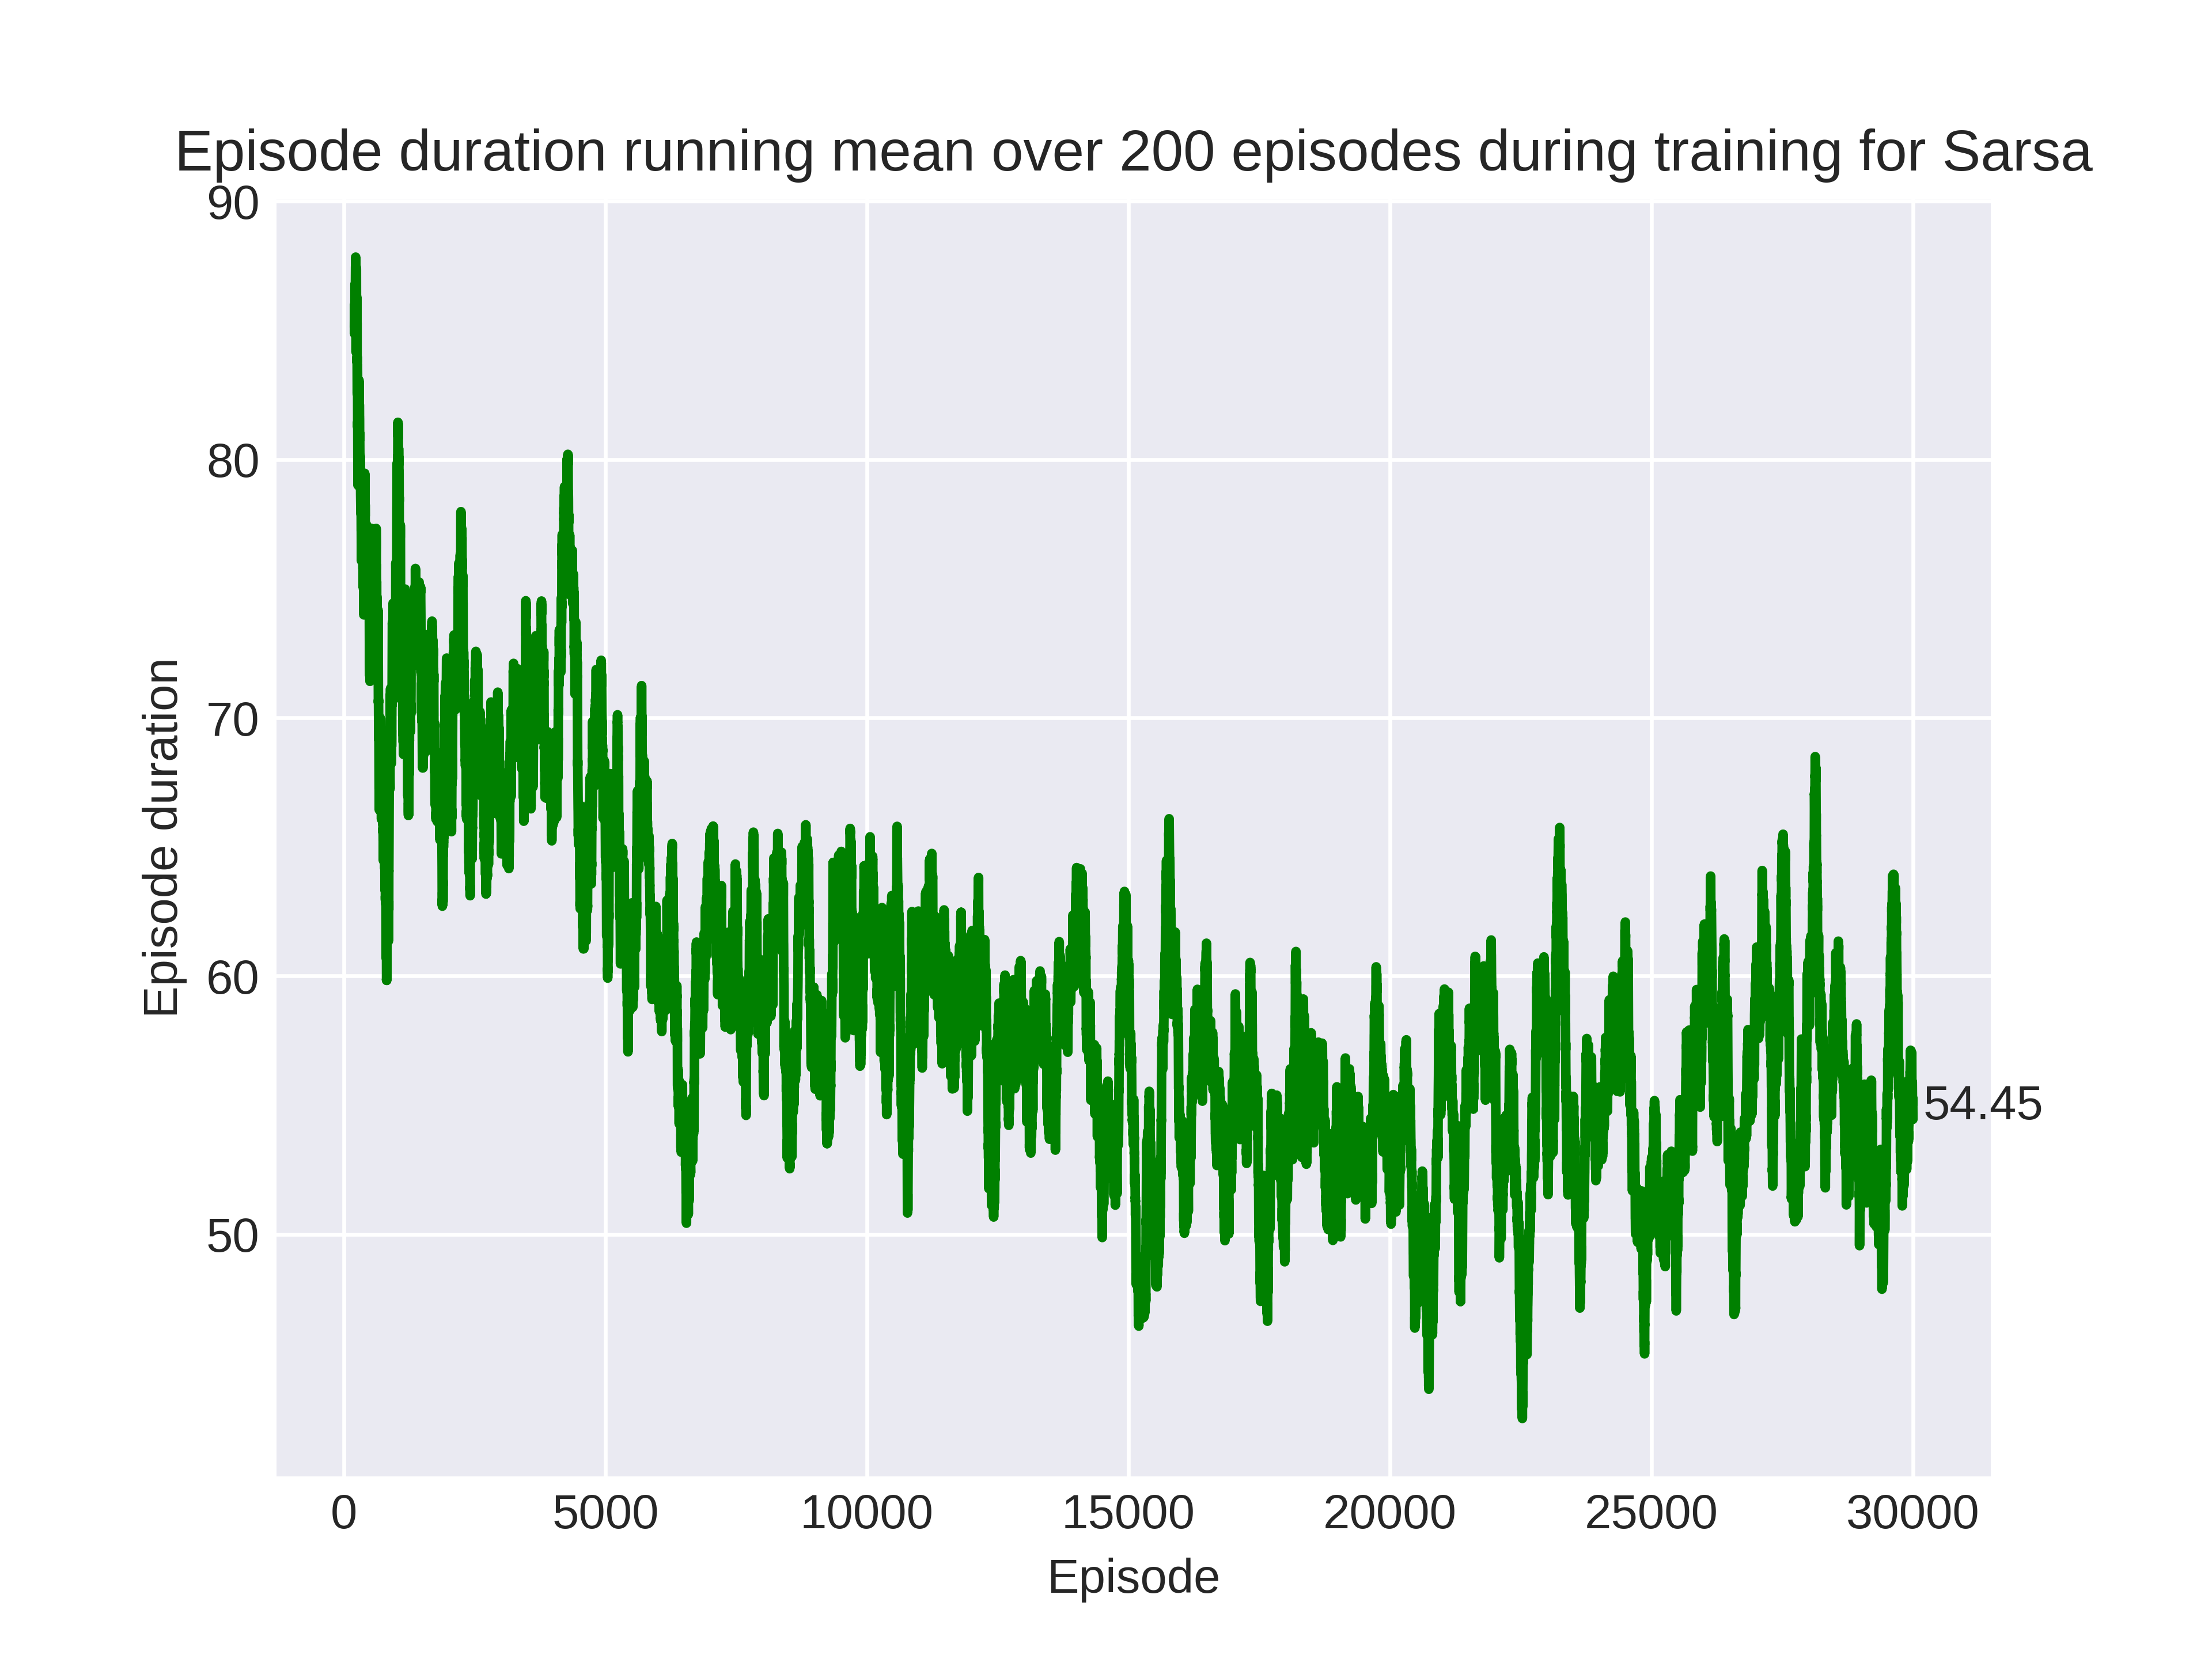 Episode duration running mean over 200 episodes during training for Sarsa
90
80
70
60
50
Episode duration
54.45
0 5000 10000 15000 20000 25000 30000
Episode